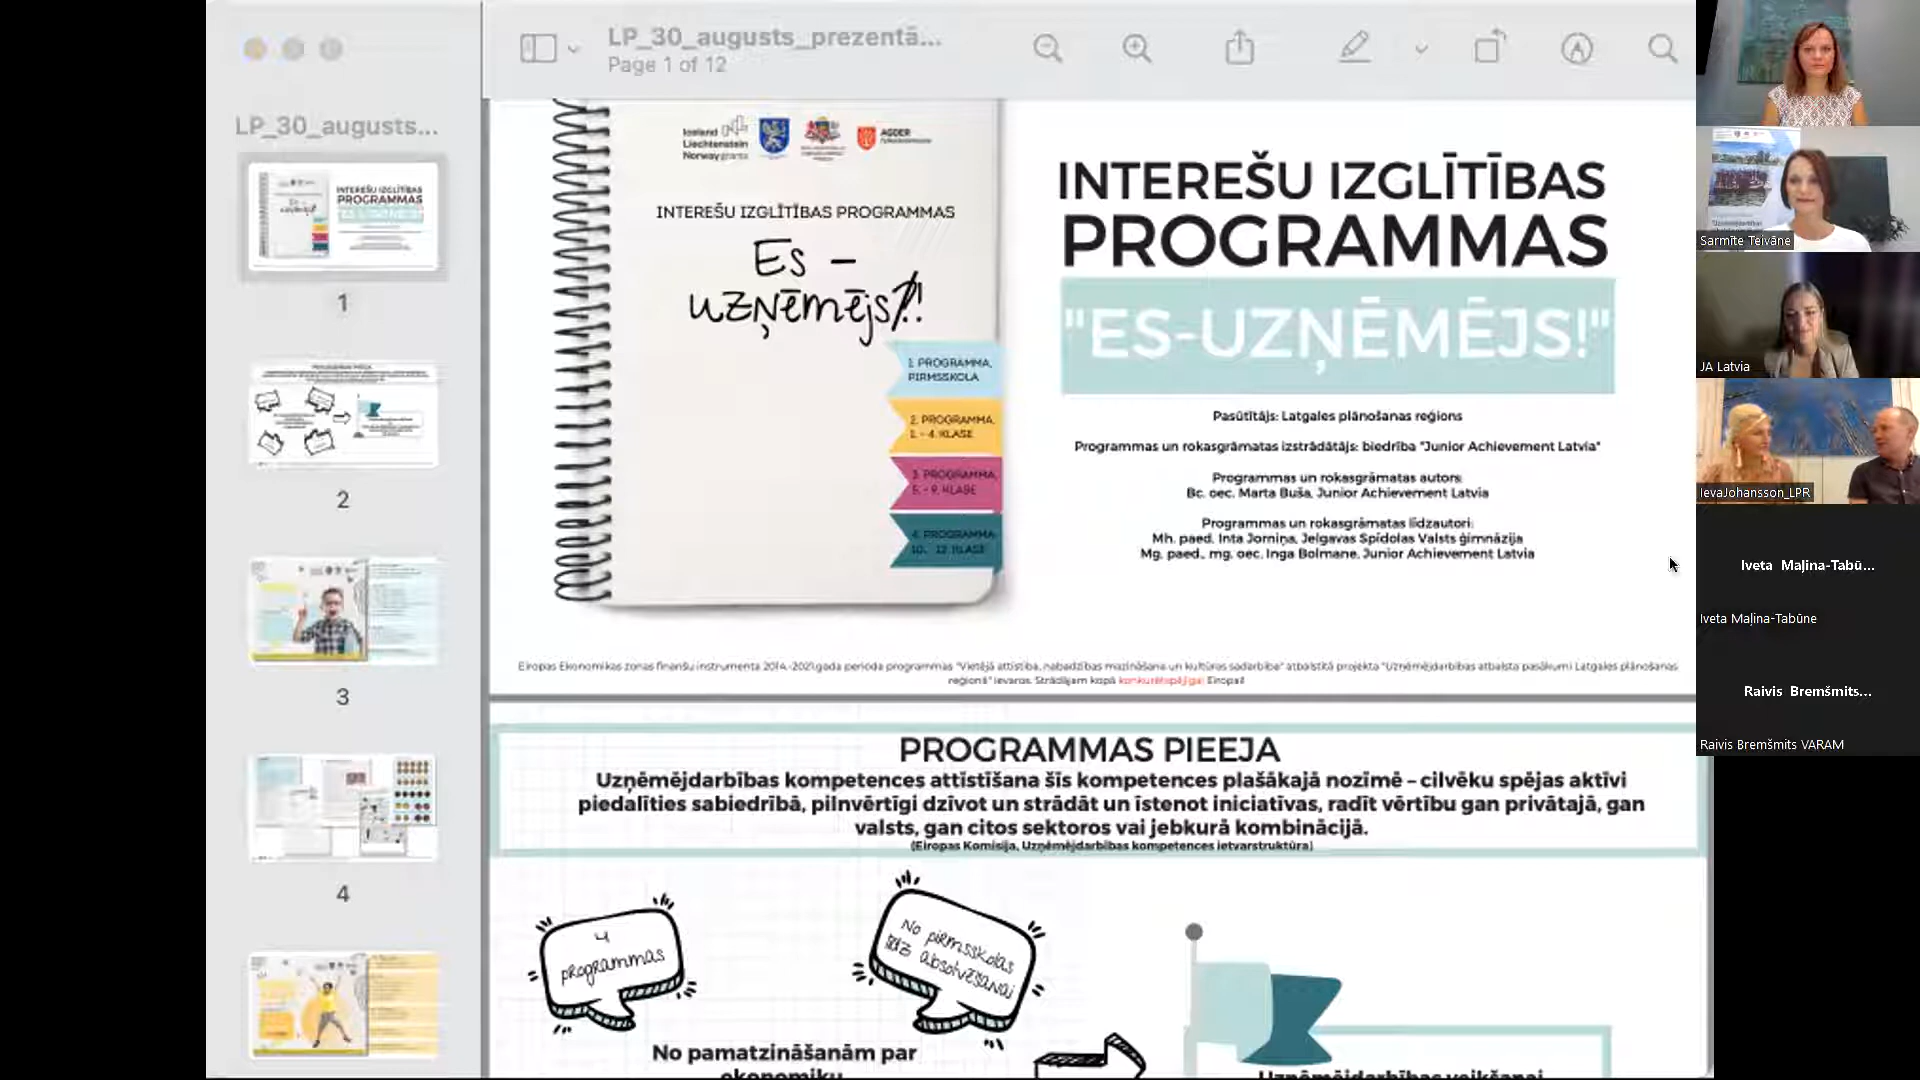 LP_30_augusts_prezentā...
Page 1 of 12
LP_30_augusts...
1
2
3
4
Iceland
Liechtenstein
Norway grants
AGDER
INTEREŠU IZGLĪTĪBAS PROGRAMMAS
Es –
uzņēmējs?!
1. PROGRAMMA,
PIRMSSKOLA
2. PROGRAMMA,
1. - 4. KLASE
3. PROGRAMMA,
5. - 9. KLASE
4. PROGRAMMA,
10. - 12. KLASE
INTEREŠU IZGLĪTĪBAS
PROGRAMMAS
"ES-UZŅĒMĒJS!"
Pasūtītājs: Latgales plānošanas reģions
Programmas un rokasgrāmatas izstrādātājs: biedrība "Junior Achievement Latvia"
Programmas un rokasgrāmatas autors:
Bc. oec. Marta Buša, Junior Achievement Latvia
Programmas un rokasgrāmatas līdzautori:
Mh. paed. Inta Jorniņa, Jelgavas Spīdolas Valsts ģimnāzija
Mg. paed., mg. oec. Inga Bolmane, Junior Achievement Latvia
Eiropas Ekonomikas zonas finanšu instrumenta 2014.-2021.gada perioda programmas "Vietējā attīstība, nabadzības mazināšana un kultūras sadarbība" atbalstītā projekta "Uzņēmējdarbības atbalsta pasākumi Latgales plānošanas
reģionā" ietvaros. Strādājam kopā konkurētspējīgai Eiropai!
PROGRAMMAS PIEEJA
Uzņēmējdarbības kompetences attīstīšana šīs kompetences plašākajā nozīmē – cilvēku spējas aktīvi
piedalīties sabiedrībā, pilnvērtīgi dzīvot un strādāt un īstenot iniciatīvas, radīt vērtību gan privātajā, gan
valsts, gan citos sektoros vai jebkurā kombinācijā.
(Eiropas Komisija, Uzņēmējdarbības kompetences ietvarstruktūra)
4
programmas
No pirmsskolas
līdz absolvēšanai
No pamatzināšanām par
ekonomiku
Uzņēmējdarbības veikšanai
Sarmīte Teivāne
JA Latvia
IevaJohansson_LPR
Iveta Maļina-Tabū...
Iveta Maļina-Tabūne
Raivis Bremšmits...
Raivis Bremšmits VARAM